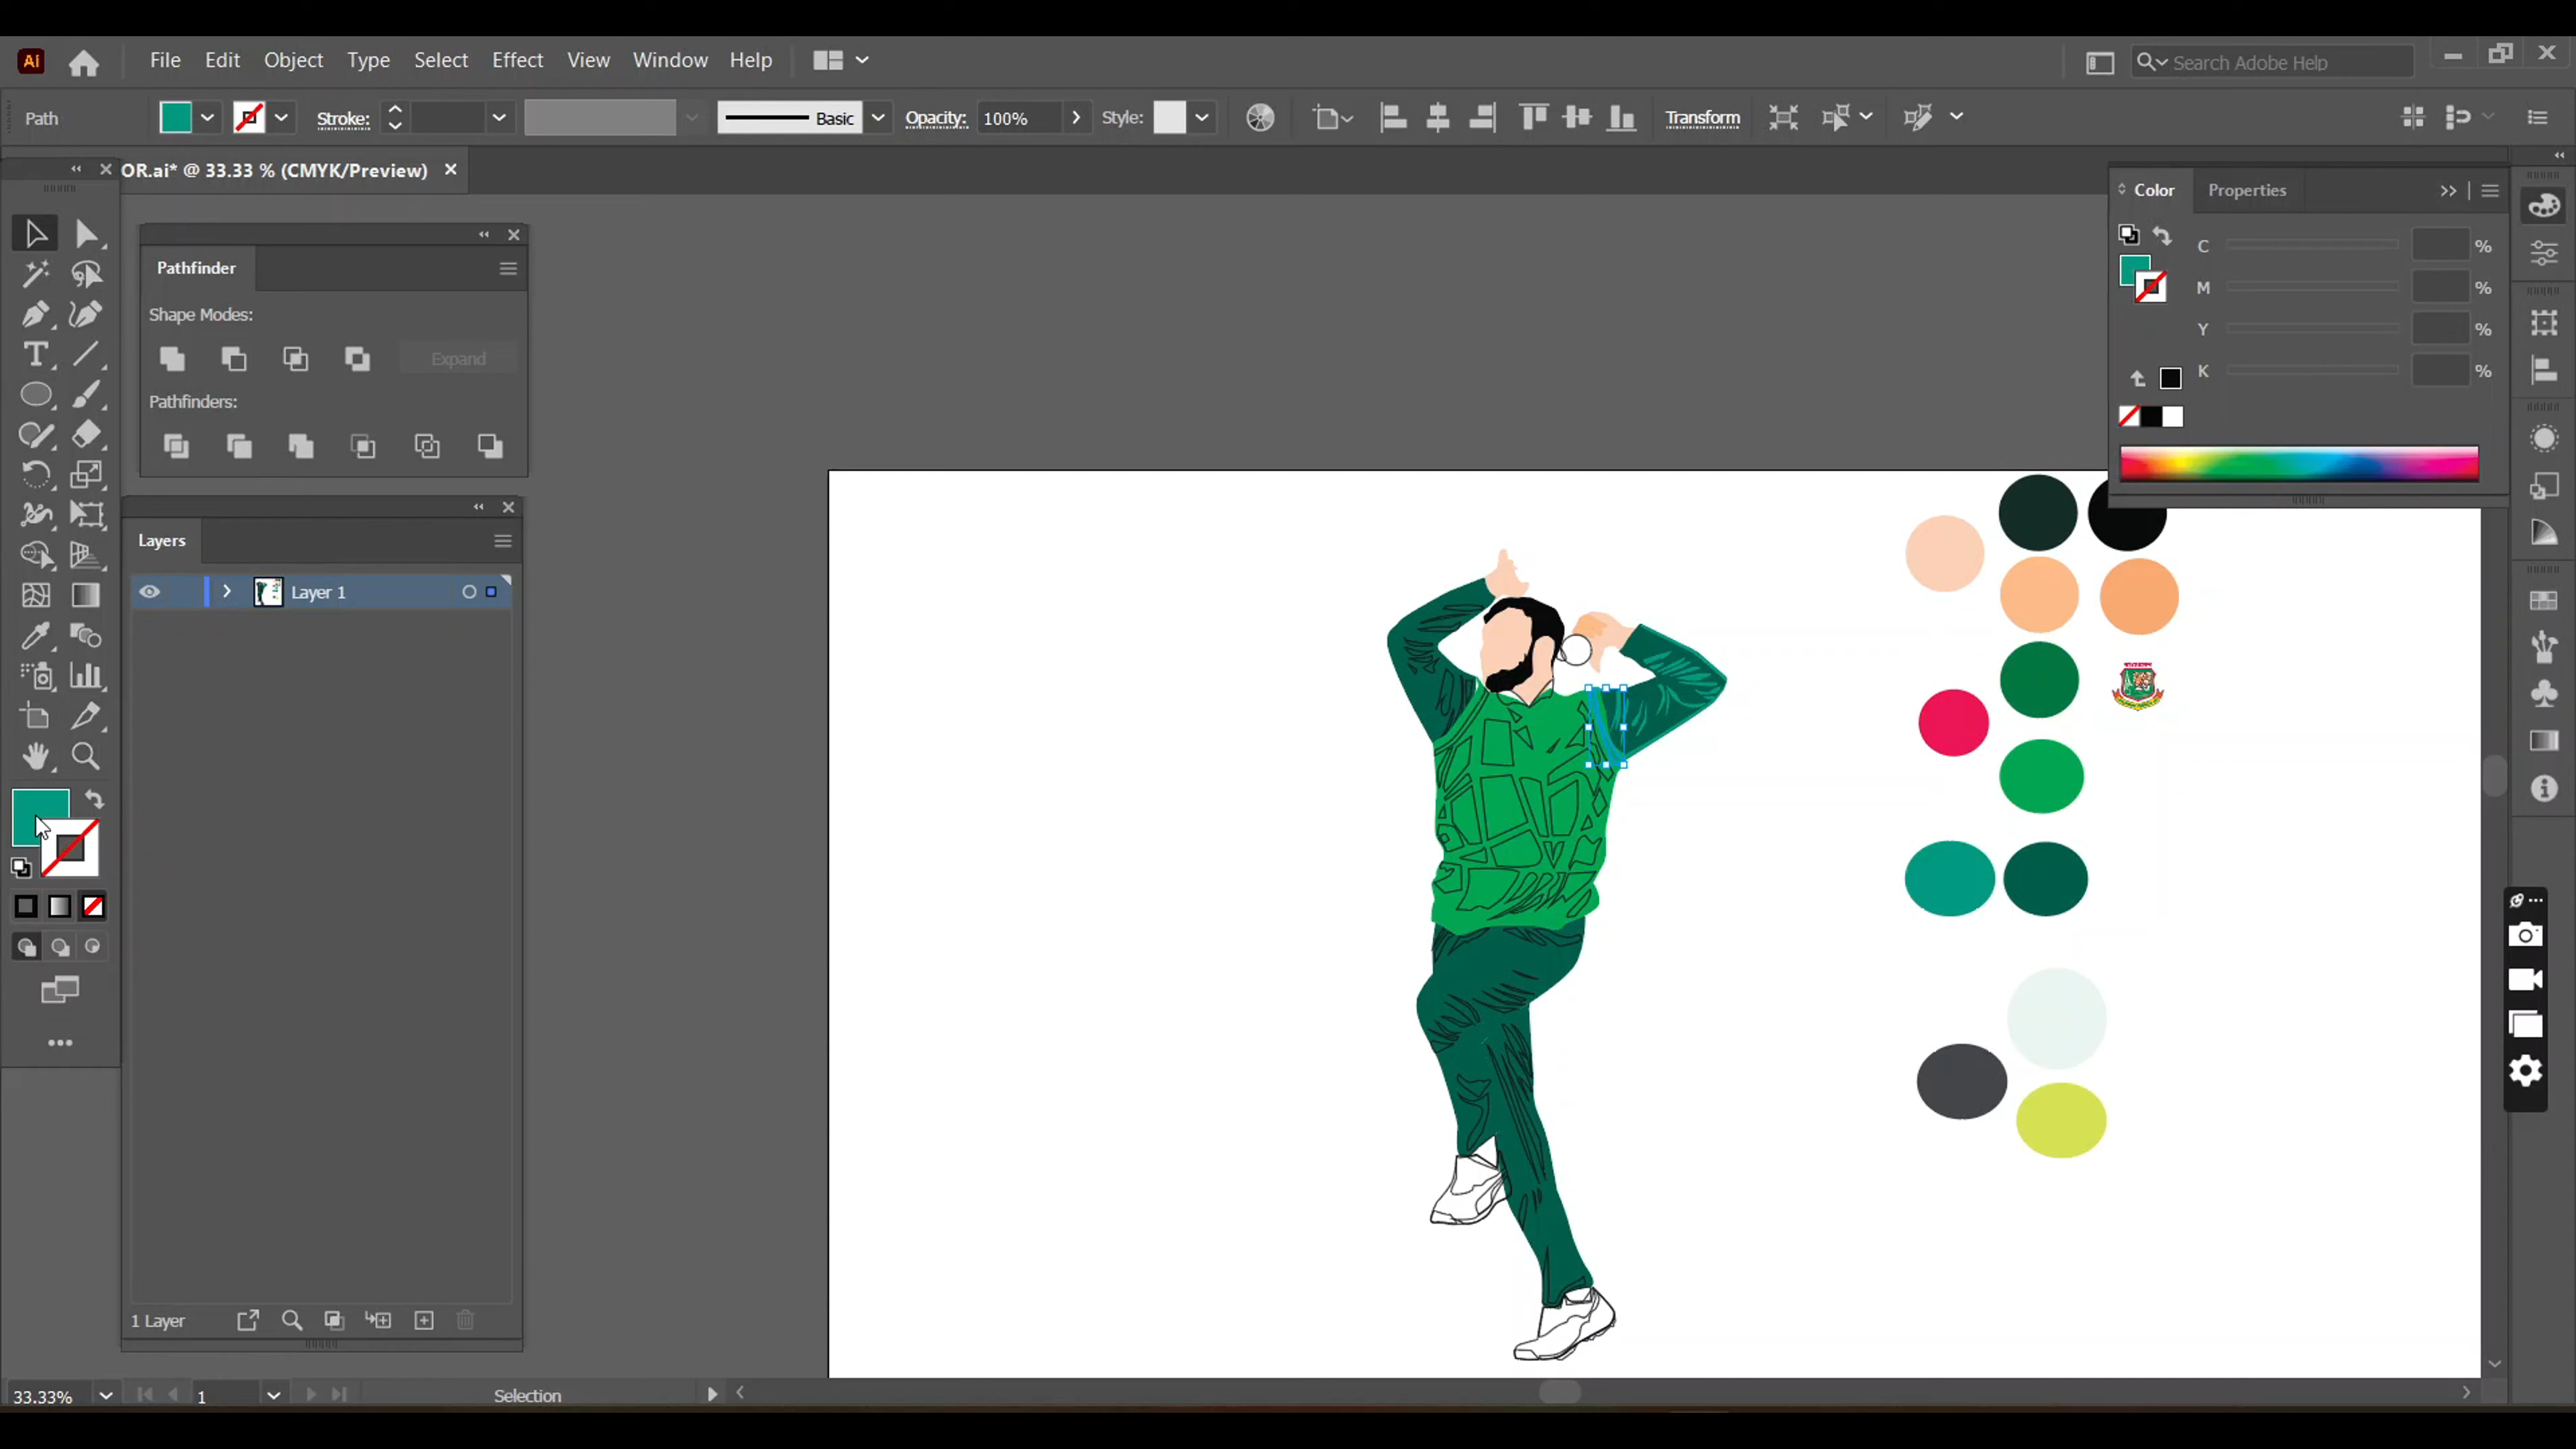 Ai File Edit Object Type Select Effect View Window Help Search Adobe Help
Path Stroke: Basic Opacity: 100% Style: Transform
OR.ai* @ 33.33 % (CMYK/Preview)
Color Properties
C %
M %
Y %
K %
Pathfinder
Shape Modes:
Expand
Pathfinders:
Layers
Layer 1
1 Layer
33.33% 1 Selection